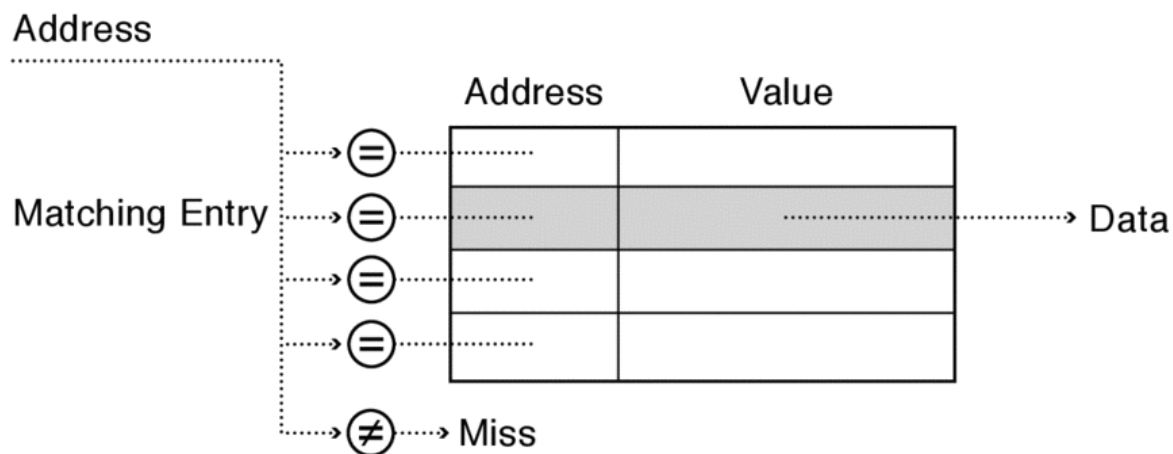 Address
Address Value
=
Matching Entry = Data
=
=
≠ Miss